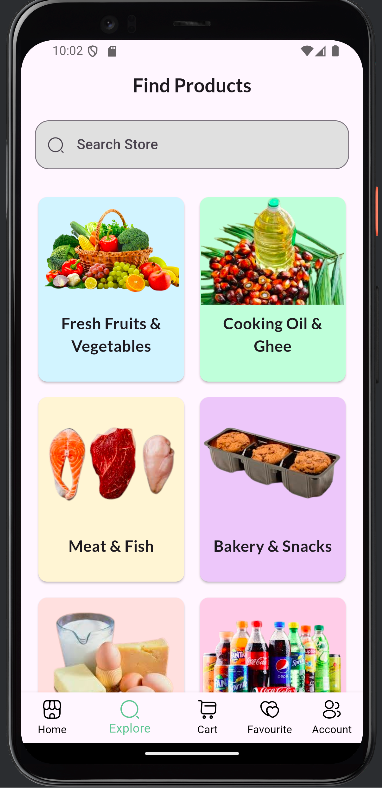 10:02
Find Products
Search Store
Fresh Fruits &
Vegetables
Cooking Oil &
Ghee
Meat & Fish
Bakery & Snacks
Home
Explore
Cart
Favourite
Account